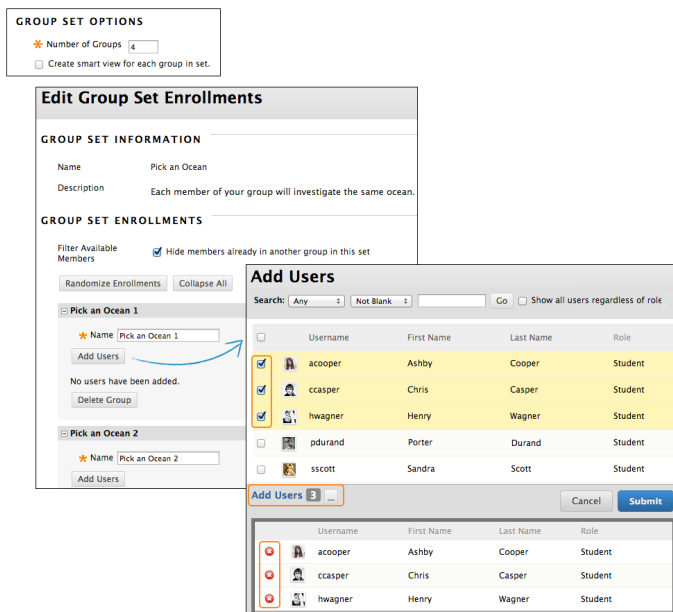 GROUP SET OPTIONS
Number of Groups 4
Create smart view for each group in set.
Edit Group Set Enrollments
GROUP SET INFORMATION
Name Pick an Ocean
Description Each member of your group will investigate the same ocean.
GROUP SET ENROLLMENTS
Filter Available Members Hide members already in another group in this set
Randomize Enrollments Collapse All
Pick an Ocean 1
Name Pick an Ocean 1
Add Users
No users have been added.
Delete Group
Pick an Ocean 2
Name Pick an Ocean 2
Add Users
Add Users
Search: Any Not Blank Go Show all users regardless of role
Username First Name Last Name Role
acooper Ashby Cooper Student
ccasper Chris Casper Student
hwagner Henry Wagner Student
pdurand Porter Durand Student
sscott Sandra Scott Student
Add Users 3 _
Cancel Submit
Username First Name Last Name Role
acooper Ashby Cooper Student
ccasper Chris Casper Student
hwagner Henry Wagner Student